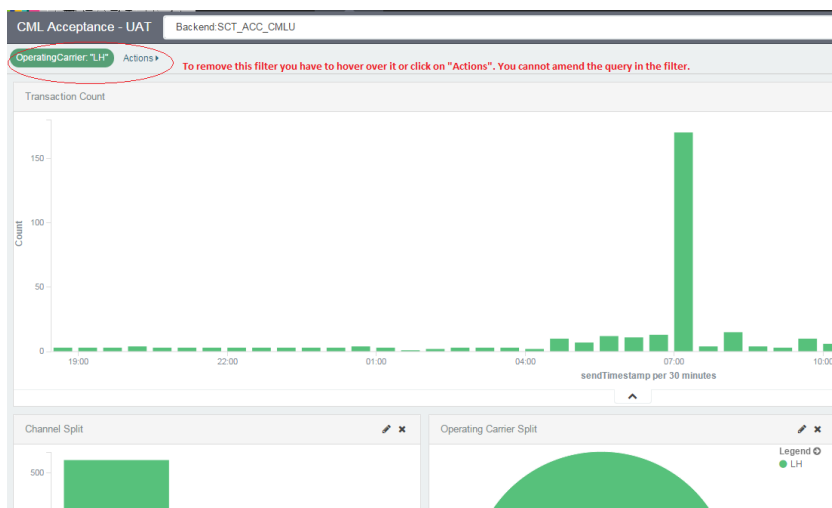 CML Acceptance - UAT
Backend:SCT_ACC_CMLU
OperatingCarrier: "LH"
Actions
To remove this filter you have to hover over it or click on "Actions". You cannot amend the query in the filter.
Transaction Count
150
100
50
0
Count
19:00
22:00
01:00
04:00
07:00
10:00
sendTimestamp per 30 minutes
Channel Split
500
Operating Carrier Split
Legend
LH